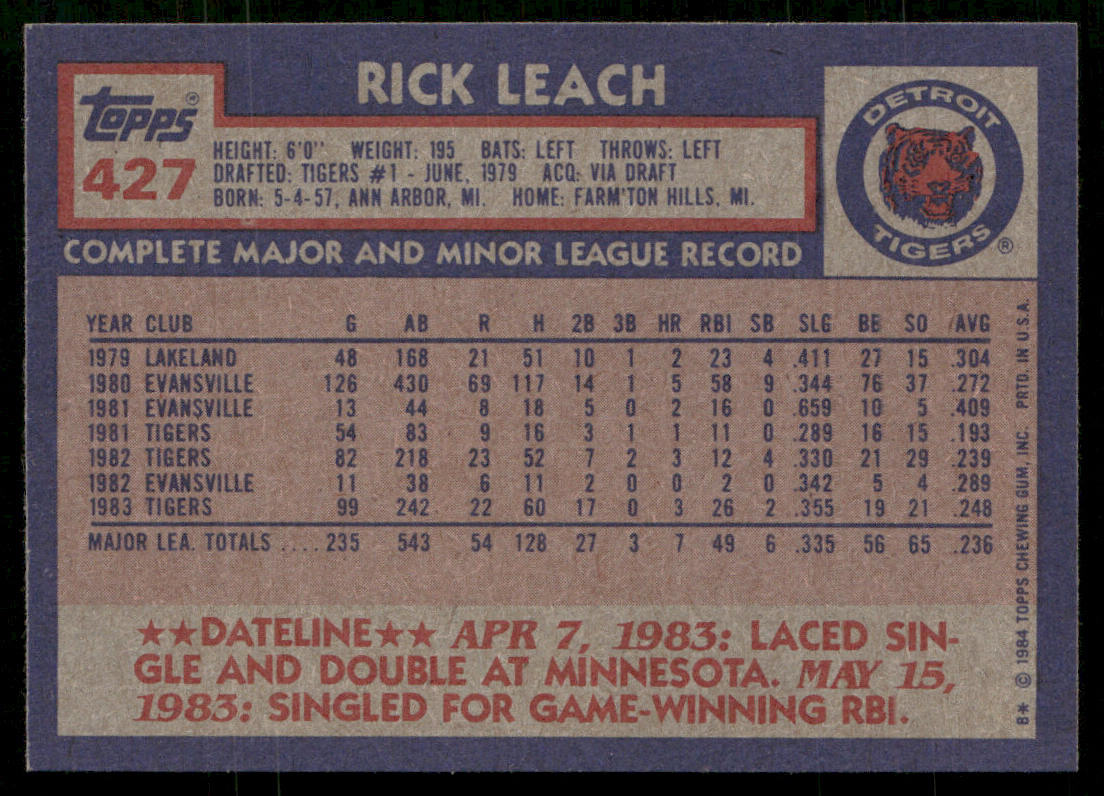 RICK LEACH
topps®
427
HEIGHT: 6'0" WEIGHT: 195 BATS: LEFT THROWS: LEFT
DRAFTED: TIGERS #1 - JUNE, 1979 ACQ: VIA DRAFT
BORN: 5-4-57, ANN ARBOR, MI. HOME: FARM'TON HILLS, MI.
DETROIT
TIGERS ®
COMPLETE MAJOR AND MINOR LEAGUE RECORD
YEAR CLUB G AB R H 2B 3B HR RBI SB SLG BB SO AVG
1979 LAKELAND 48 168 21 51 10 1 2 23 4 .411 27 15 .304
1980 EVANSVILLE 126 430 69 117 14 1 5 58 9 .344 76 37 .272
1981 EVANSVILLE 13 44 8 18 5 0 2 16 0 .659 10 5 .409
1981 TIGERS 54 83 9 16 3 1 1 11 0 .289 16 15 .193
1982 TIGERS 82 218 23 52 7 2 3 12 4 .330 21 29 .239
1982 EVANSVILLE 11 38 6 11 2 0 0 2 0 .342 5 4 .289
1983 TIGERS 99 242 22 60 17 0 3 26 2 .355 19 21 .248
MAJOR LEA. TOTALS .... 235 543 54 128 27 3 7 49 6 .335 56 65 .236
★★DATELINE★★ APR 7, 1983: LACED SIN-
GLE AND DOUBLE AT MINNESOTA. MAY 15,
1983: SINGLED FOR GAME-WINNING RBI.
8* © 1984 TOPPS CHEWING GUM, INC. PRTD. IN U.S.A.